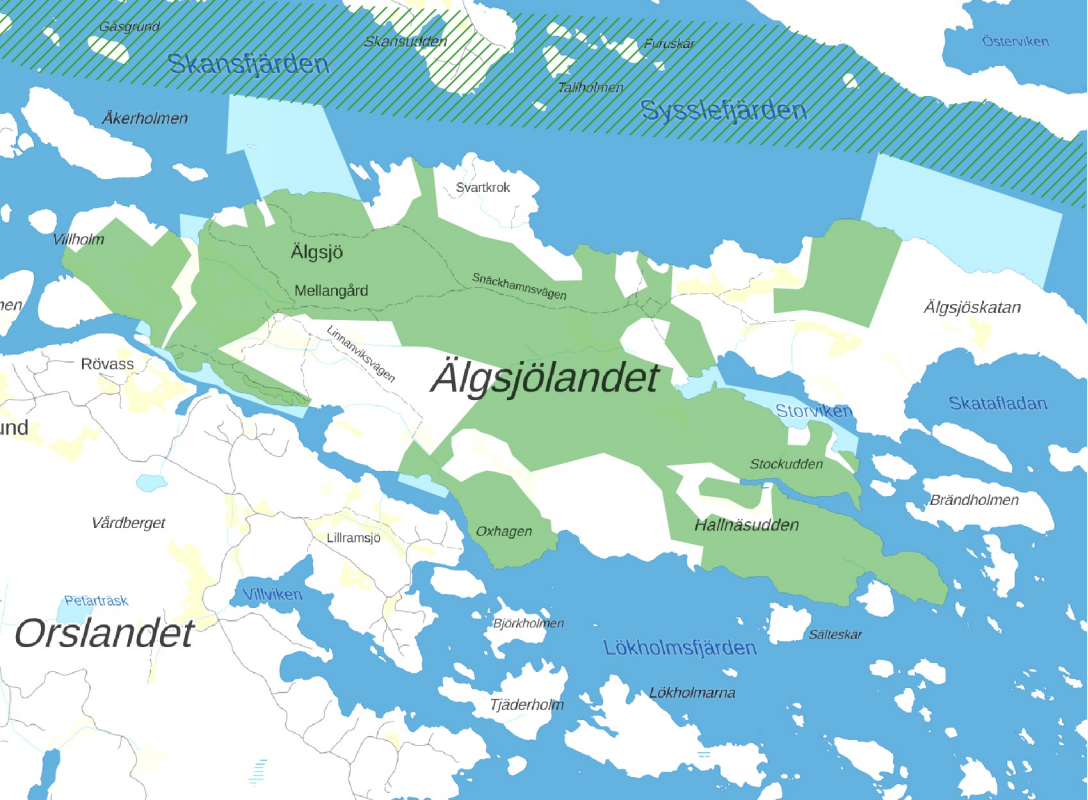 Gåsgrund
Skansudden
Furuskär
Österviken
Skansfjärden
Tallholmen
Sysslefjärden
Åkerholmen
Svartkrok
Villholm
Älgsjö
Mellangård
Snäckhamnsvägen
men
Älgsjöskatan
Linnanviksvägen
Rövass
Älgsjölandet
Storviken
Skatafladan
und
Stockudden
Brändholmen
Vårdberget
Oxhagen
Hallnäsudden
Lillramsjö
Petarträsk
Villviken
Björkholmen
Orslandet
Sälteskär
Lökholmsfjärden
Lökholmarna
Tjäderholm